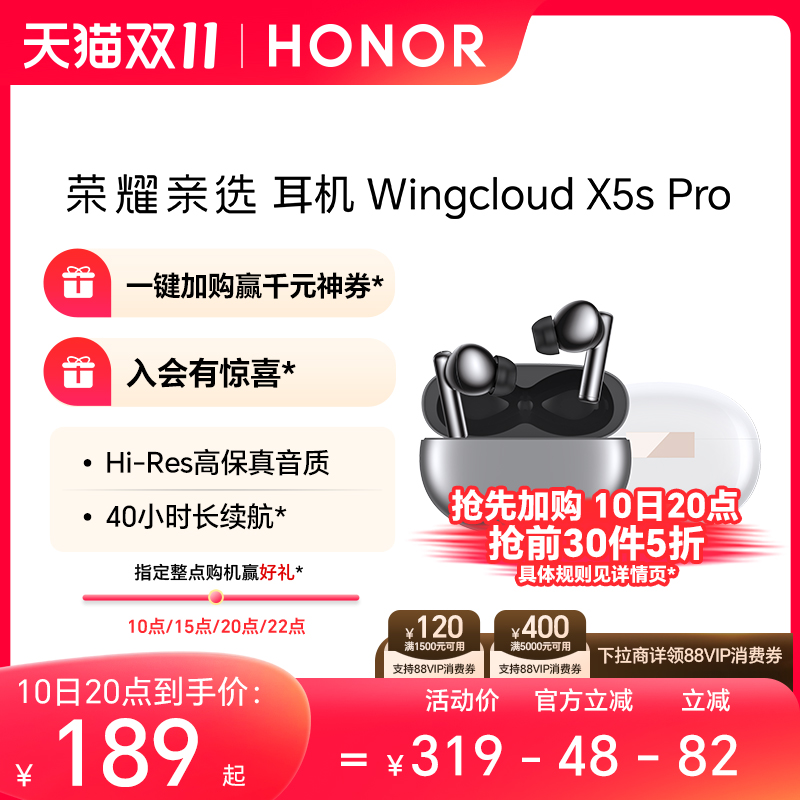 天猫双11 | HONOR
荣耀亲选 耳机 Wingcloud X5s Pro
一键加购赢千元神券*
入会有惊喜*
• Hi-Res高保真音质
• 40小时长续航*
指定整点购机赢好礼*
10点/15点/20点/22点
抢先加购 10日20点
抢前30件5折
具体规则见详情页*
¥120
满1500元可用
支持88VIP消费券
¥400
满5000元可用
支持88VIP消费券
下拉商详领88VIP消费券
10日20点到手价:
¥189起
活动价 官方立减 立减
=¥319-48-82